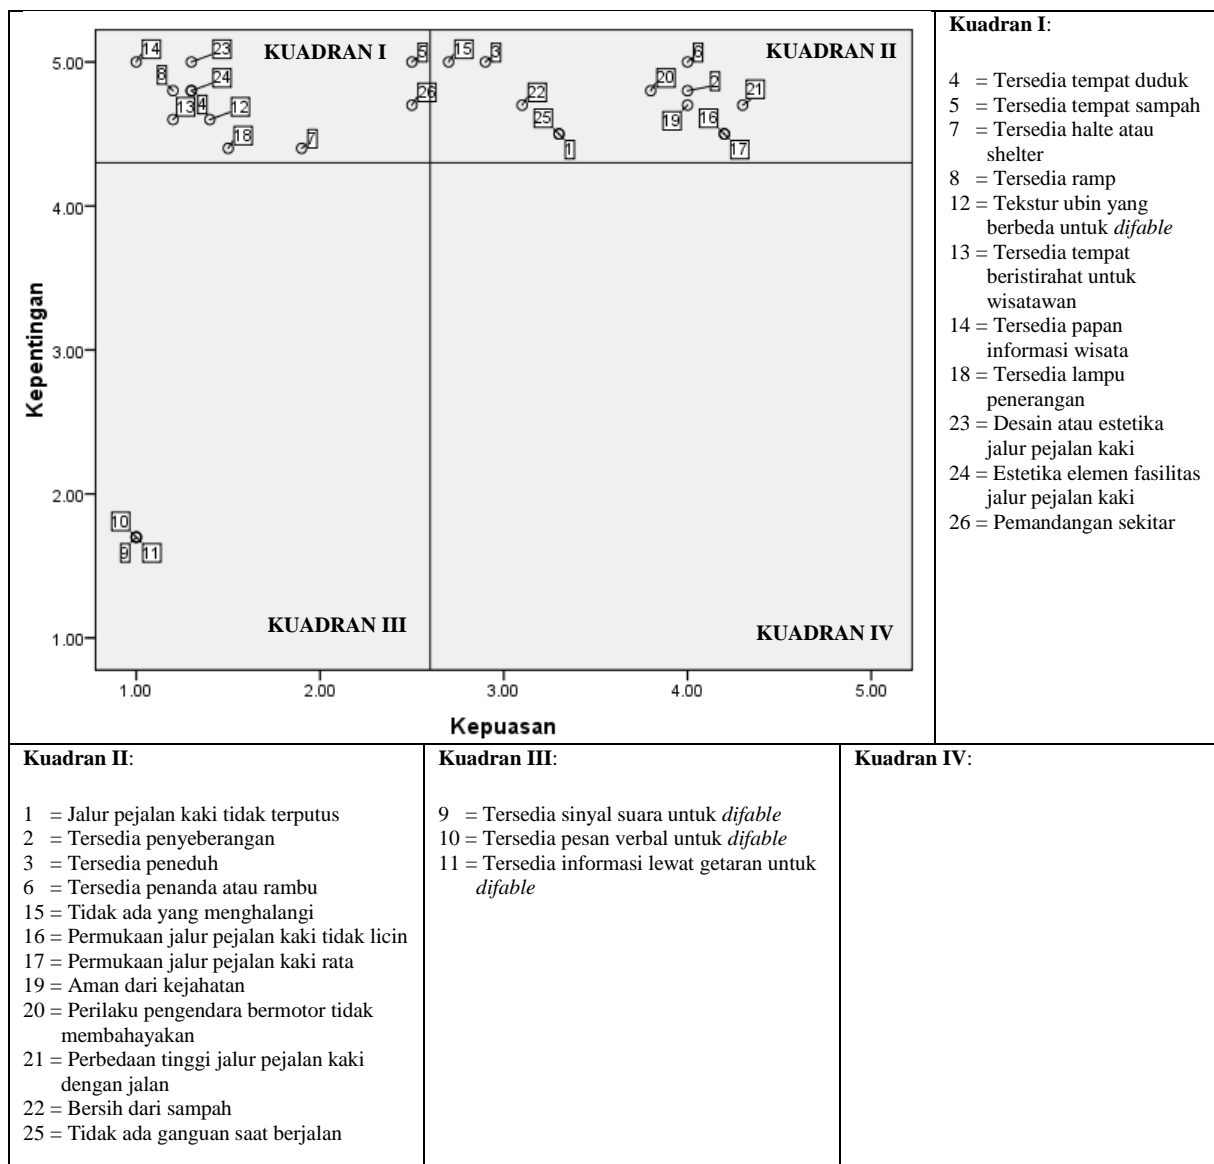 KUADRAN I
KUADRAN II
14
23
5
15
3
6
8
24
26
20
2
21
13
4
12
22
25
19
16
18
7
1
17
5.00
4.00
3.00
2.00
1.00
Kepentingan
10
9
11
KUADRAN III
KUADRAN IV
1.00
2.00
3.00
4.00
5.00
Kepuasan
Kuadran I:
4 = Tersedia tempat duduk
5 = Tersedia tempat sampah
7 = Tersedia halte atau
shelter
8 = Tersedia ramp
12 = Tekstur ubin yang
berbeda untuk difable
13 = Tersedia tempat
beristirahat untuk
wisatawan
14 = Tersedia papan
informasi wisata
18 = Tersedia lampu
penerangan
23 = Desain atau estetika
jalur pejalan kaki
24 = Estetika elemen fasilitas
jalur pejalan kaki
26 = Pemandangan sekitar
Kuadran II:
1 = Jalur pejalan kaki tidak terputus
2 = Tersedia penyeberangan
3 = Tersedia peneduh
6 = Tersedia penanda atau rambu
15 = Tidak ada yang menghalangi
16 = Permukaan jalur pejalan kaki tidak licin
17 = Permukaan jalur pejalan kaki rata
19 = Aman dari kejahatan
20 = Perilaku pengendara bermotor tidak
membahayakan
21 = Perbedaan tinggi jalur pejalan kaki
dengan jalan
22 = Bersih dari sampah
25 = Tidak ada ganguan saat berjalan
Kuadran III:
9 = Tersedia sinyal suara untuk difable
10 = Tersedia pesan verbal untuk difable
11 = Tersedia informasi lewat getaran untuk
difable
Kuadran IV: